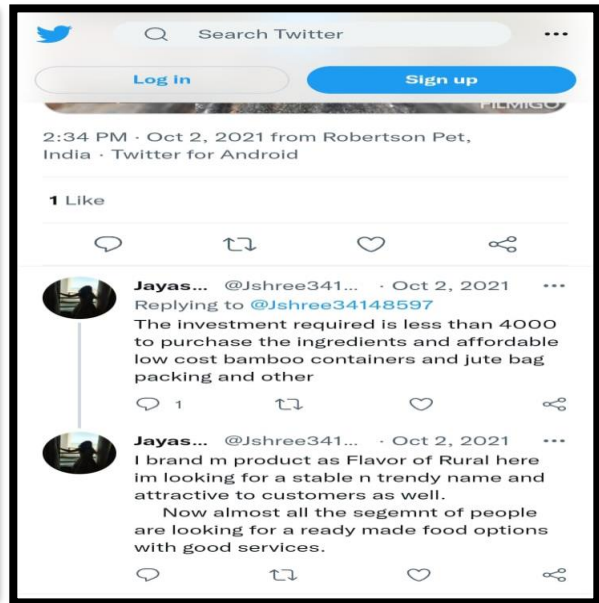 Search Twitter
Log in
Sign up
FILMIGO
2:34 PM · Oct 2, 2021 from Robertson Pet,
India · Twitter for Android
1 Like
Jayas... @Jshree341... · Oct 2, 2021
Replying to @Jshree34148597
The investment required is less than 4000
to purchase the ingredients and affordable
low cost bamboo containers and jute bag
packing and other
1
Jayas... @Jshree341... · Oct 2, 2021
I brand m product as Flavor of Rural here
im looking for a stable n trendy name and
attractive to customers as well.
Now almost all the segemnt of people
are looking for a ready made food options
with good services.